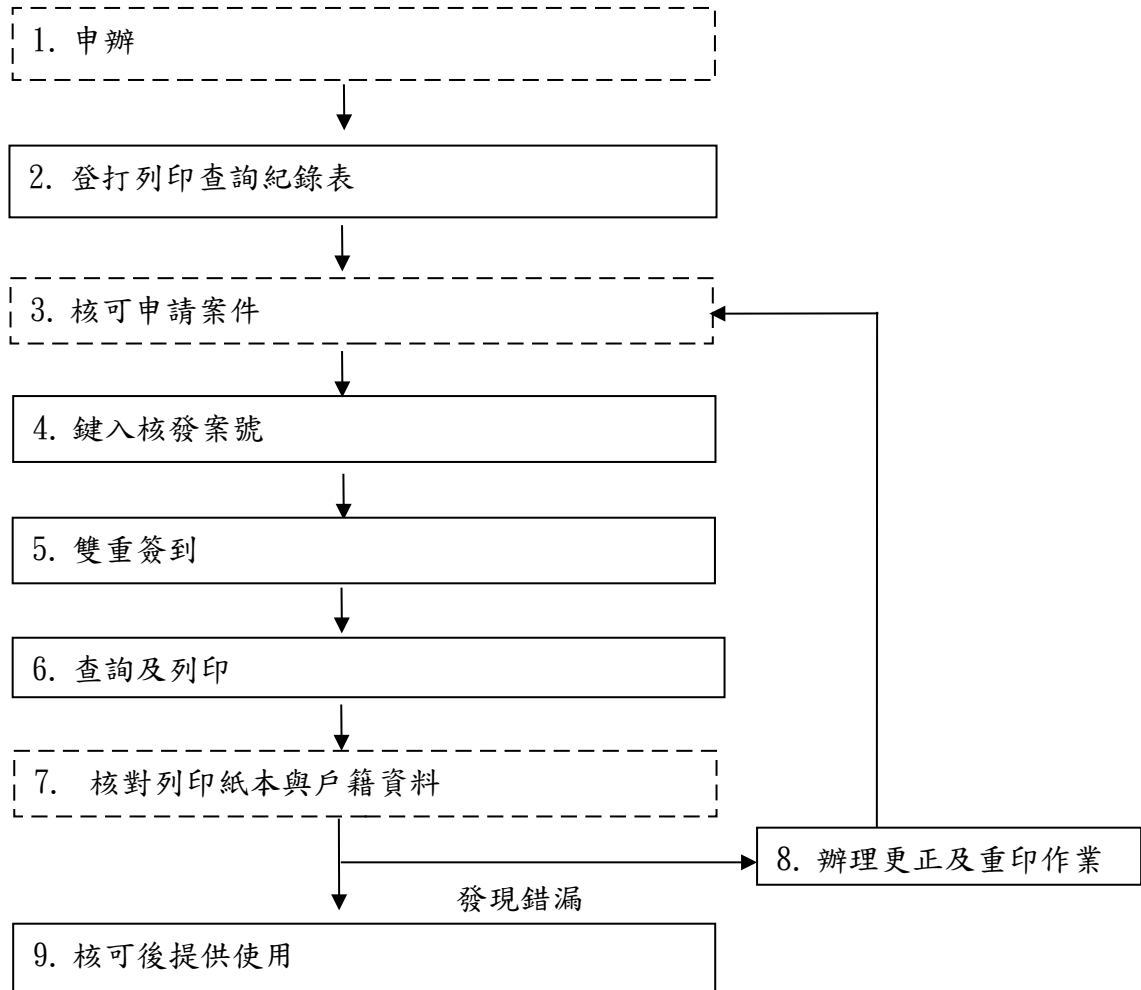 1. 申辦
2. 登打列印查詢紀錄表
3. 核可申請案件
4. 鍵入核發案號
5. 雙重簽到
6. 查詢及列印
7. 核對列印紙本與戶籍資料
8. 辦理更正及重印作業
發現錯漏
9. 核可後提供使用